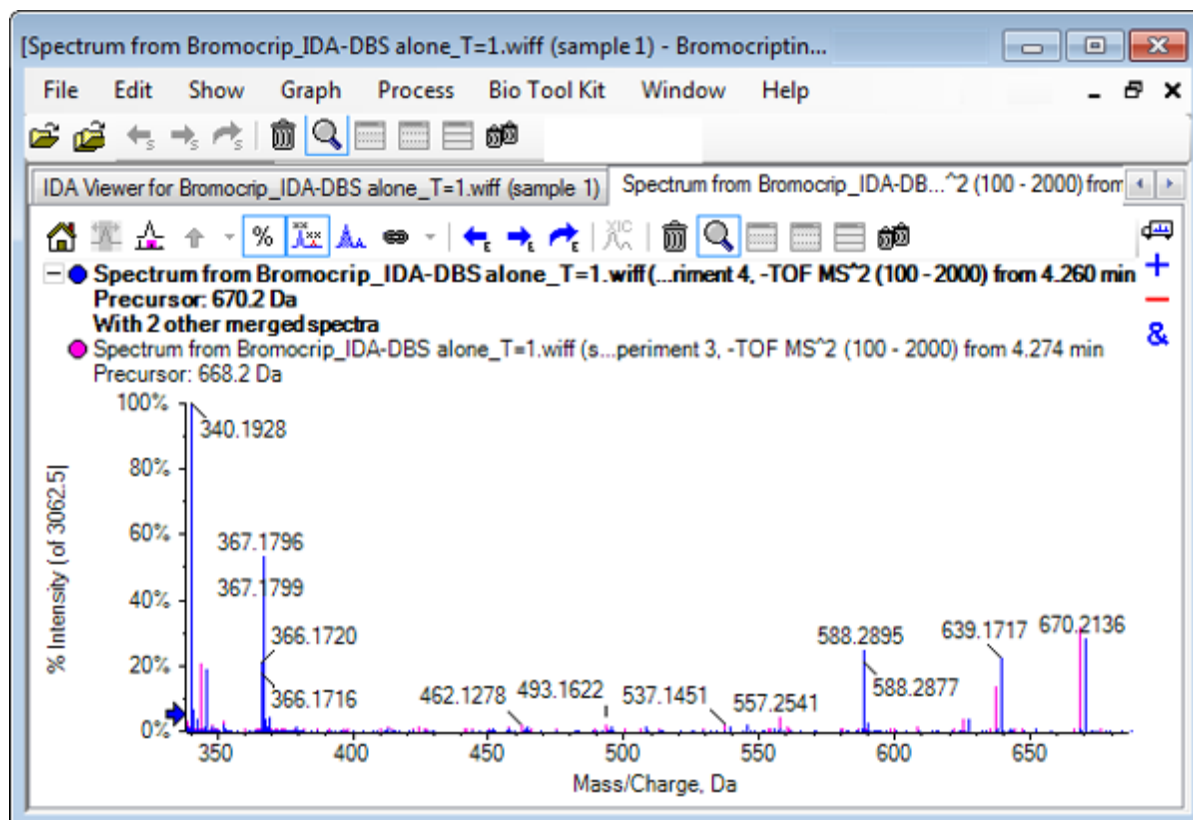 [Spectrum from Bromocrip_IDA-DBS alone_T=1.wiff (sample 1) - Bromocriptin...
File Edit Show Graph Process Bio Tool Kit Window Help
IDA Viewer for Bromocrip_IDA-DBS alone_T=1.wiff (sample 1) Spectrum from Bromocrip_IDA-DB...^2 (100 - 2000) from
% XIC
Spectrum from Bromocrip_IDA-DBS alone_T=1.wiff (...riment 4, -TOF MS^2 (100 - 2000) from 4.260 min
Precursor: 670.2 Da
With 2 other merged spectra
Spectrum from Bromocrip_IDA-DBS alone_T=1.wiff (s...periment 3, -TOF MS^2 (100 - 2000) from 4.274 min
Precursor: 668.2 Da
+
−
&
% Intensity (of 3062.5]
100%
80%
60%
40%
20%
0%
340.1928
367.1796
367.1799
366.1720
366.1716
462.1278
493.1622
537.1451
557.2541
588.2895
588.2877
639.1717
670.2136
350 400 450 500 550 600 650
Mass/Charge, Da